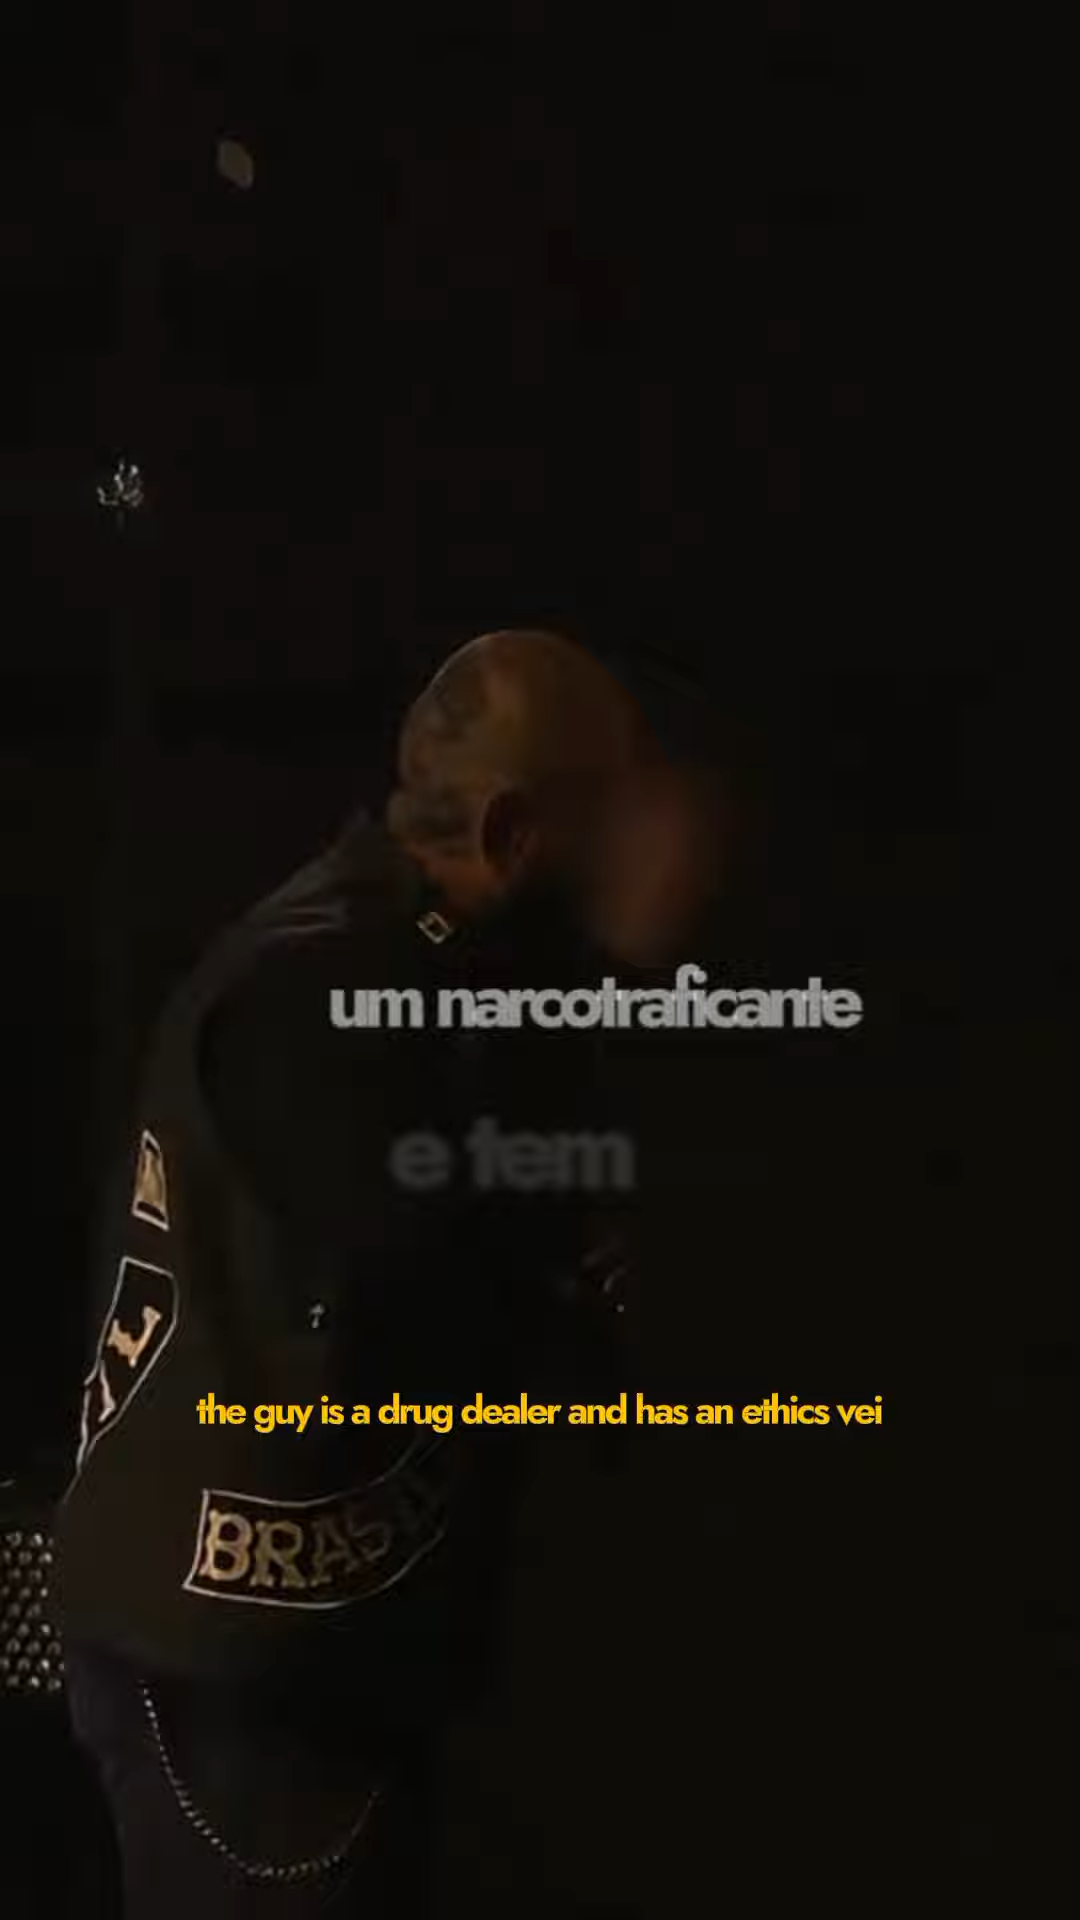 um narcotraficante
e tem
the guy is a drug dealer and has an ethics vei
BRAS